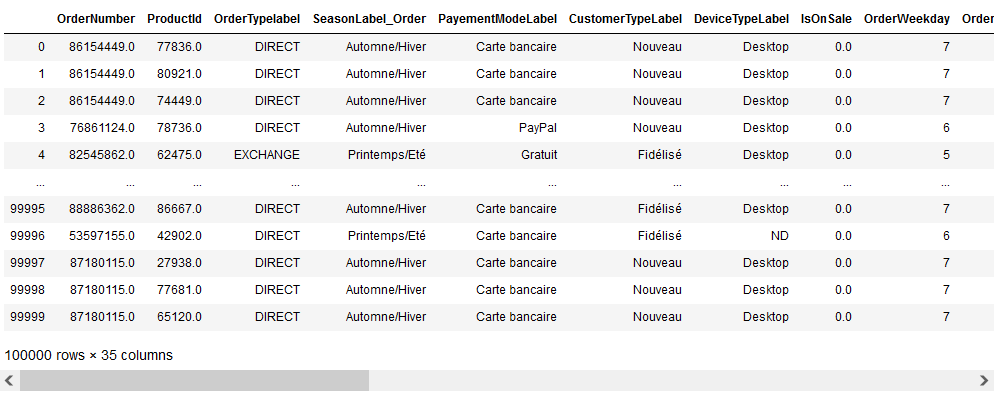 OrderNumber ProductId OrderTypelabel SeasonLabel_Order PayementModeLabel CustomerTypeLabel DeviceTypeLabel IsOnSale OrderWeekday Order
0 86154449.0 77836.0 DIRECT Automne/Hiver Carte bancaire Nouveau Desktop 0.0 7
1 86154449.0 80921.0 DIRECT Automne/Hiver Carte bancaire Nouveau Desktop 0.0 7
2 86154449.0 74449.0 DIRECT Automne/Hiver Carte bancaire Nouveau Desktop 0.0 7
3 76861124.0 78736.0 DIRECT Automne/Hiver PayPal Nouveau Desktop 0.0 6
4 82545862.0 62475.0 EXCHANGE Printemps/Eté Gratuit Fidélisé Desktop 0.0 5
... ... ... ... ... ... ... ... ... ...
99995 88886362.0 86667.0 DIRECT Automne/Hiver Carte bancaire Fidélisé Desktop 0.0 7
99996 53597155.0 42902.0 DIRECT Printemps/Eté Carte bancaire Fidélisé ND 0.0 6
99997 87180115.0 27938.0 DIRECT Automne/Hiver Carte bancaire Nouveau Desktop 0.0 7
99998 87180115.0 77681.0 DIRECT Automne/Hiver Carte bancaire Nouveau Desktop 0.0 7
99999 87180115.0 65120.0 DIRECT Automne/Hiver Carte bancaire Nouveau Desktop 0.0 7
100000 rows × 35 columns